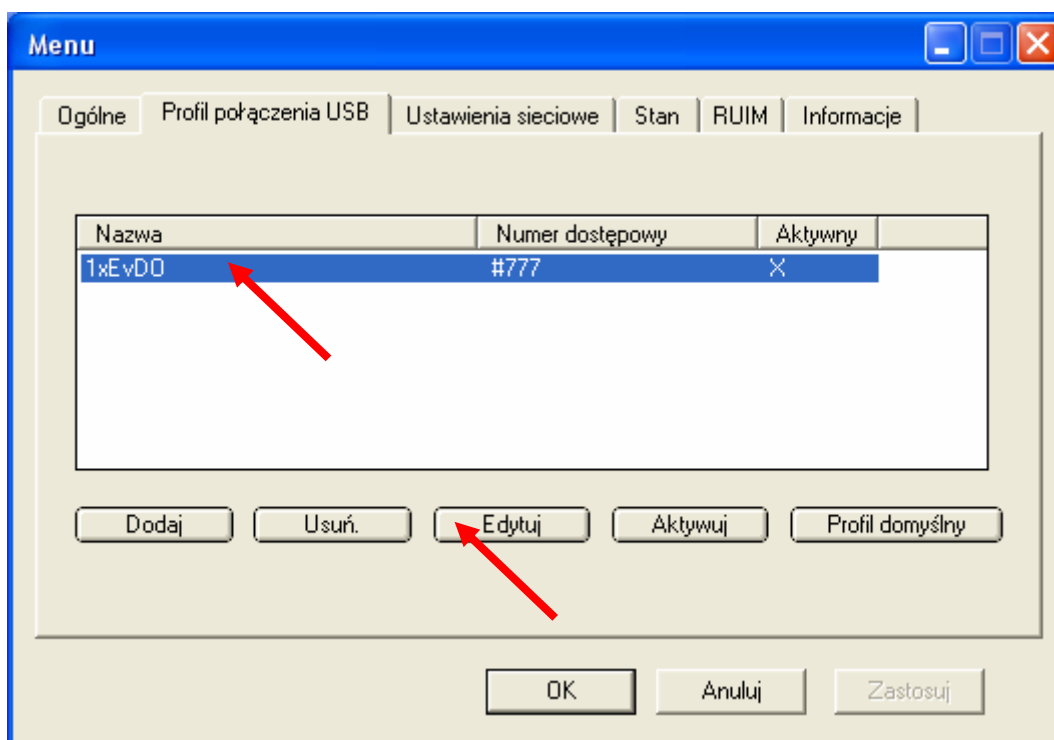 Menu
Ogólne Profil połączenia USB Ustawienia sieciowe Stan RUIM Informacje
Nazwa Numer dostępowy Aktywny
1xEvDO #777 X
Dodaj Usuń. Edytuj Aktywuj Profil domyślny
OK Anuluj Zastosuj